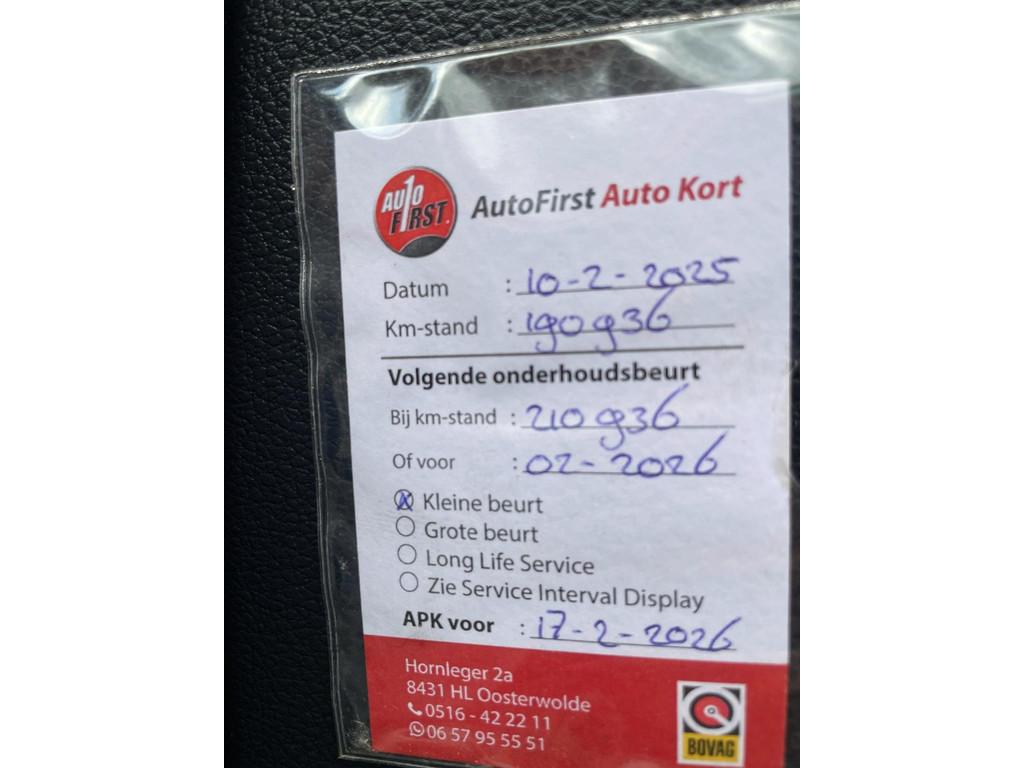 AUTO
FIRST.
AutoFirst Auto Kort
Datum : 10-2-2025
Km-stand : 190936
Volgende onderhoudsbeurt
Bij km-stand : 210936
Of voor : 02-2026
Kleine beurt
Grote beurt
Long Life Service
Zie Service Interval Display
APK voor : 17-2-2026
Hornleger 2a
8431 HL Oosterwolde
0516 - 42 22 11
06 57 95 55 51
BOVAG